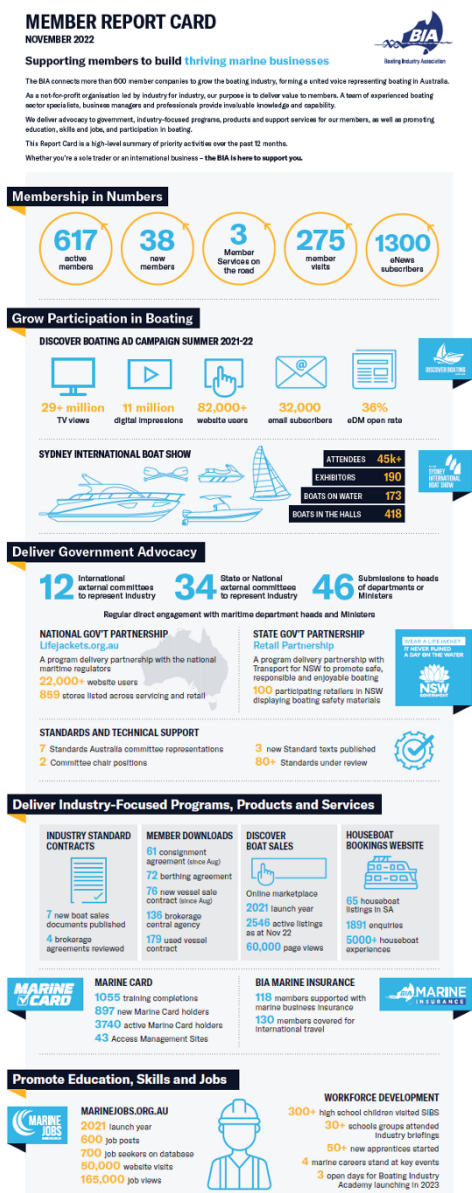 MEMBER REPORT CARD
NOVEMBER 2022
BIA
Boating Industry Association
Supporting members to build thriving marine businesses
The BIA connects more than 600 member companies to grow the boating industry, forming a united voice representing boating in Australia.
As a not-for-profit organisation led by industry for industry, our purpose is to deliver value to members. A team of experienced boating
sector specialists, business managers and professionals provide invaluable knowledge and capability.
We deliver advocacy to government, industry-focused programs, products and support services for our members, as well as promoting
education, skills and jobs, and participation in boating.
This Report Card is a high-level summary of priority activities over the past 12 months.
Whether you're a sole trader or an international business – the BIA is here to support you.
Membership in Numbers
617
active
members
38
new
members
3
Member
Services on
the road
275
member
visits
1300
eNews
subscribers
Grow Participation in Boating
DISCOVER BOATING AD CAMPAIGN SUMMER 2021-22
DISCOVER BOATING
29+ million
TV views
11 million
digital impressions
82,000+
website users
32,000
email subscribers
36%
eDM open rate
SYDNEY INTERNATIONAL BOAT SHOW
ATTENDEES 45k+
EXHIBITORS 190
BOATS ON WATER 173
BOATS IN THE HALLS 418
SYDNEY
INTERNATIONAL
BOAT SHOW
Deliver Government Advocacy
12 International
external committees
to represent industry
34 State or National
external committees
to represent industry
46 Submissions to heads
of departments or
Ministers
Regular direct engagement with maritime department heads and Ministers
NATIONAL GOV'T PARTNERSHIP
Lifejackets.org.au
A program delivery partnership with the national
maritime regulators
22,000+ website users
859 stores listed across servicing and retail
STATE GOV'T PARTNERSHIP
Retail Partnership
A program delivery partnership with
Transport for NSW to promote safe,
responsible and enjoyable boating
100 participating retailers in NSW
displaying boating safety materials
WEAR A LIFEJACKET
IT NEVER RUINED
A DAY ON THE WATER
NSW
GOVERNMENT
STANDARDS AND TECHNICAL SUPPORT
7 Standards Australia committee representations
2 Committee chair positions
3 new Standard texts published
80+ Standards under review
Deliver Industry-Focused Programs, Products and Services
INDUSTRY STANDARD
CONTRACTS
7 new boat sales
documents published
4 brokerage
agreements reviewed
MEMBER DOWNLOADS
61 consignment
agreement (since Aug)
72 berthing agreement
76 new vessel sale
contract (since Aug)
136 brokerage
central agency
179 used vessel
contract
DISCOVER
BOAT SALES
Online marketplace
2021 launch year
2546 active listings
as at Nov 22
60,000 page views
HOUSEBOAT
BOOKINGS WEBSITE
65 houseboat
listings in SA
1891 enquiries
5000+ houseboat
experiences
MARINE
CARD
MARINE CARD
1055 training completions
897 new Marine Card holders
3740 active Marine Card holders
43 Access Management Sites
BIA MARINE INSURANCE
118 members supported with
marine business insurance
130 members covered for
international travel
BIA MARINE
INSURANCE
Promote Education, Skills and Jobs
MARINE
JOBS
MARINEJOBS.ORG.AU
2021 launch year
600 job posts
700 job seekers on database
50,000 website visits
165,000 job views
WORKFORCE DEVELOPMENT
300+ high school children visited SIBS
30+ schools groups attended
industry briefings
50+ new apprentices started
4 marine careers stand at key events
3 open days for Boating Industry
Academy launching in 2023